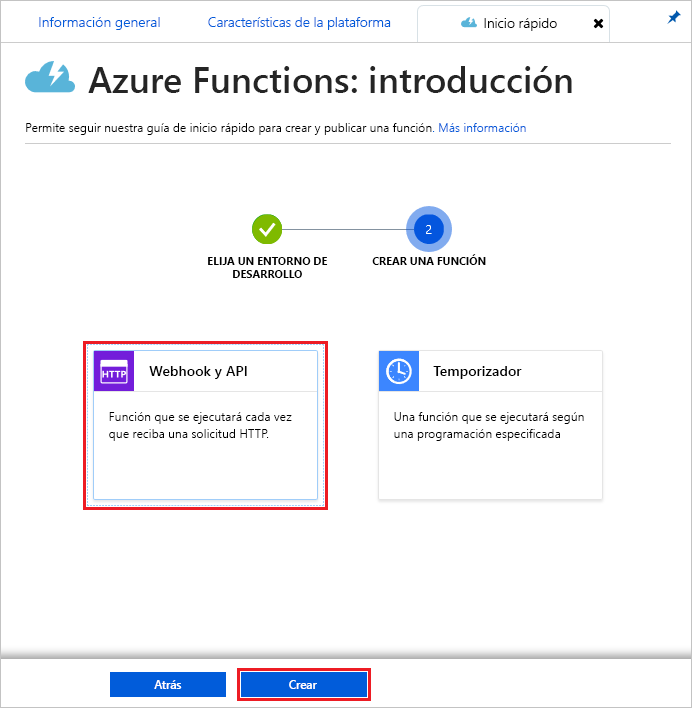 Información general
Características de la plataforma
Inicio rápido
Azure Functions: introducción
Permite seguir nuestra guía de inicio rápido para crear y publicar una función. Más información
2
ELIJA UN ENTORNO DE
DESARROLLO
CREAR UNA FUNCIÓN
HTTP
Webhook y API
Función que se ejecutará cada vez
que reciba una solicitud HTTP.
Temporizador
Una función que se ejecutará según
una programación especificada
Atrás
Crear